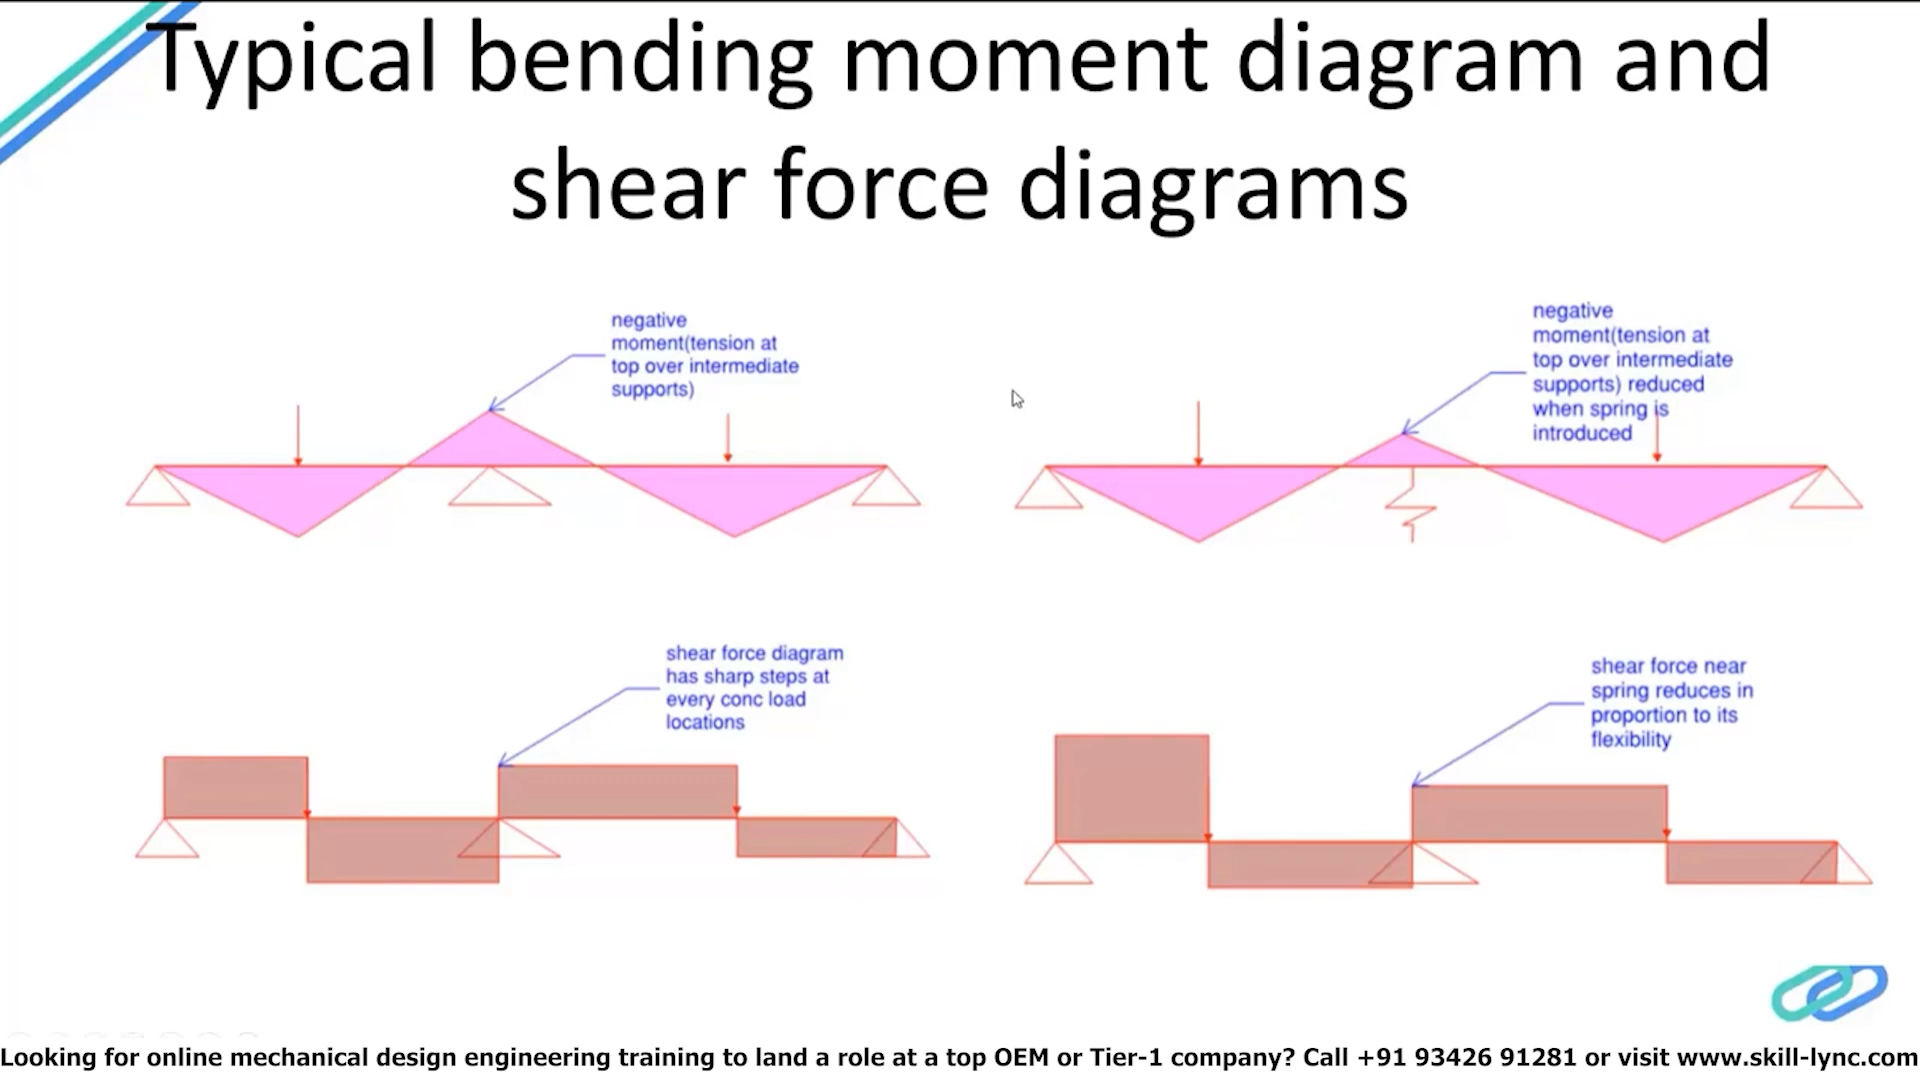 Typical bending moment diagram and
shear force diagrams
negative
moment(tension at
top over intermediate
supports)
negative
moment(tension at
top over intermediate
supports) reduced
when spring is
introduced
shear force diagram
has sharp steps at
every conc load
locations
shear force near
spring reduces in
proportion to its
flexibility
Looking for online mechanical design engineering training to land a role at a top OEM or Tier-1 company? Call +91 93426 91281 or visit www.skill-lync.com